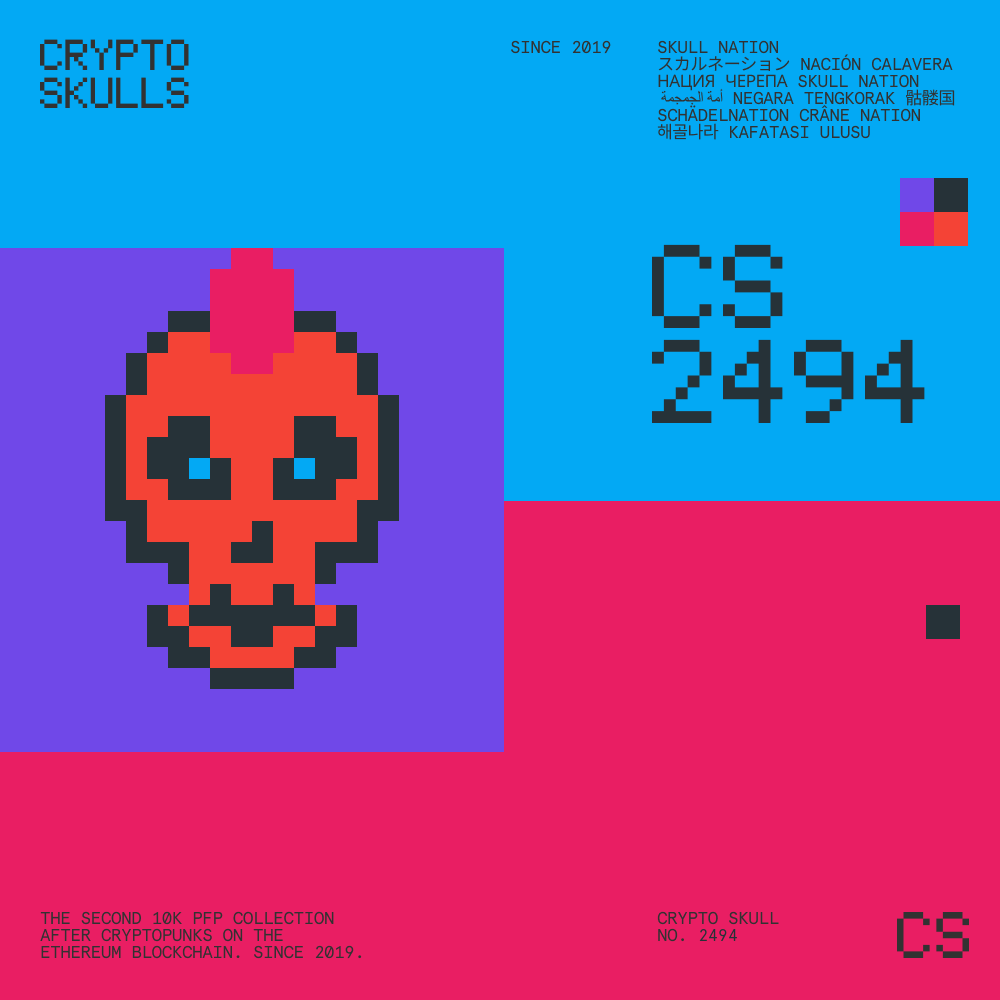 CRYPTO
SKULLS
SINCE 2019
SKULL NATION
スカルネーション NACIÓN CALAVERA
НАЦИЯ ЧЕРЕПА SKULL NATION
أمة الجمجمة NEGARA TENGKORAK 骷髅国
SCHÄDELNATION CRÂNE NATION
해골나라 KAFATASI ULUSU
CS
2494
THE SECOND 10K PFP COLLECTION
AFTER CRYPTOPUNKS ON THE
ETHEREUM BLOCKCHAIN. SINCE 2019.
CRYPTO SKULL
NO. 2494
CS